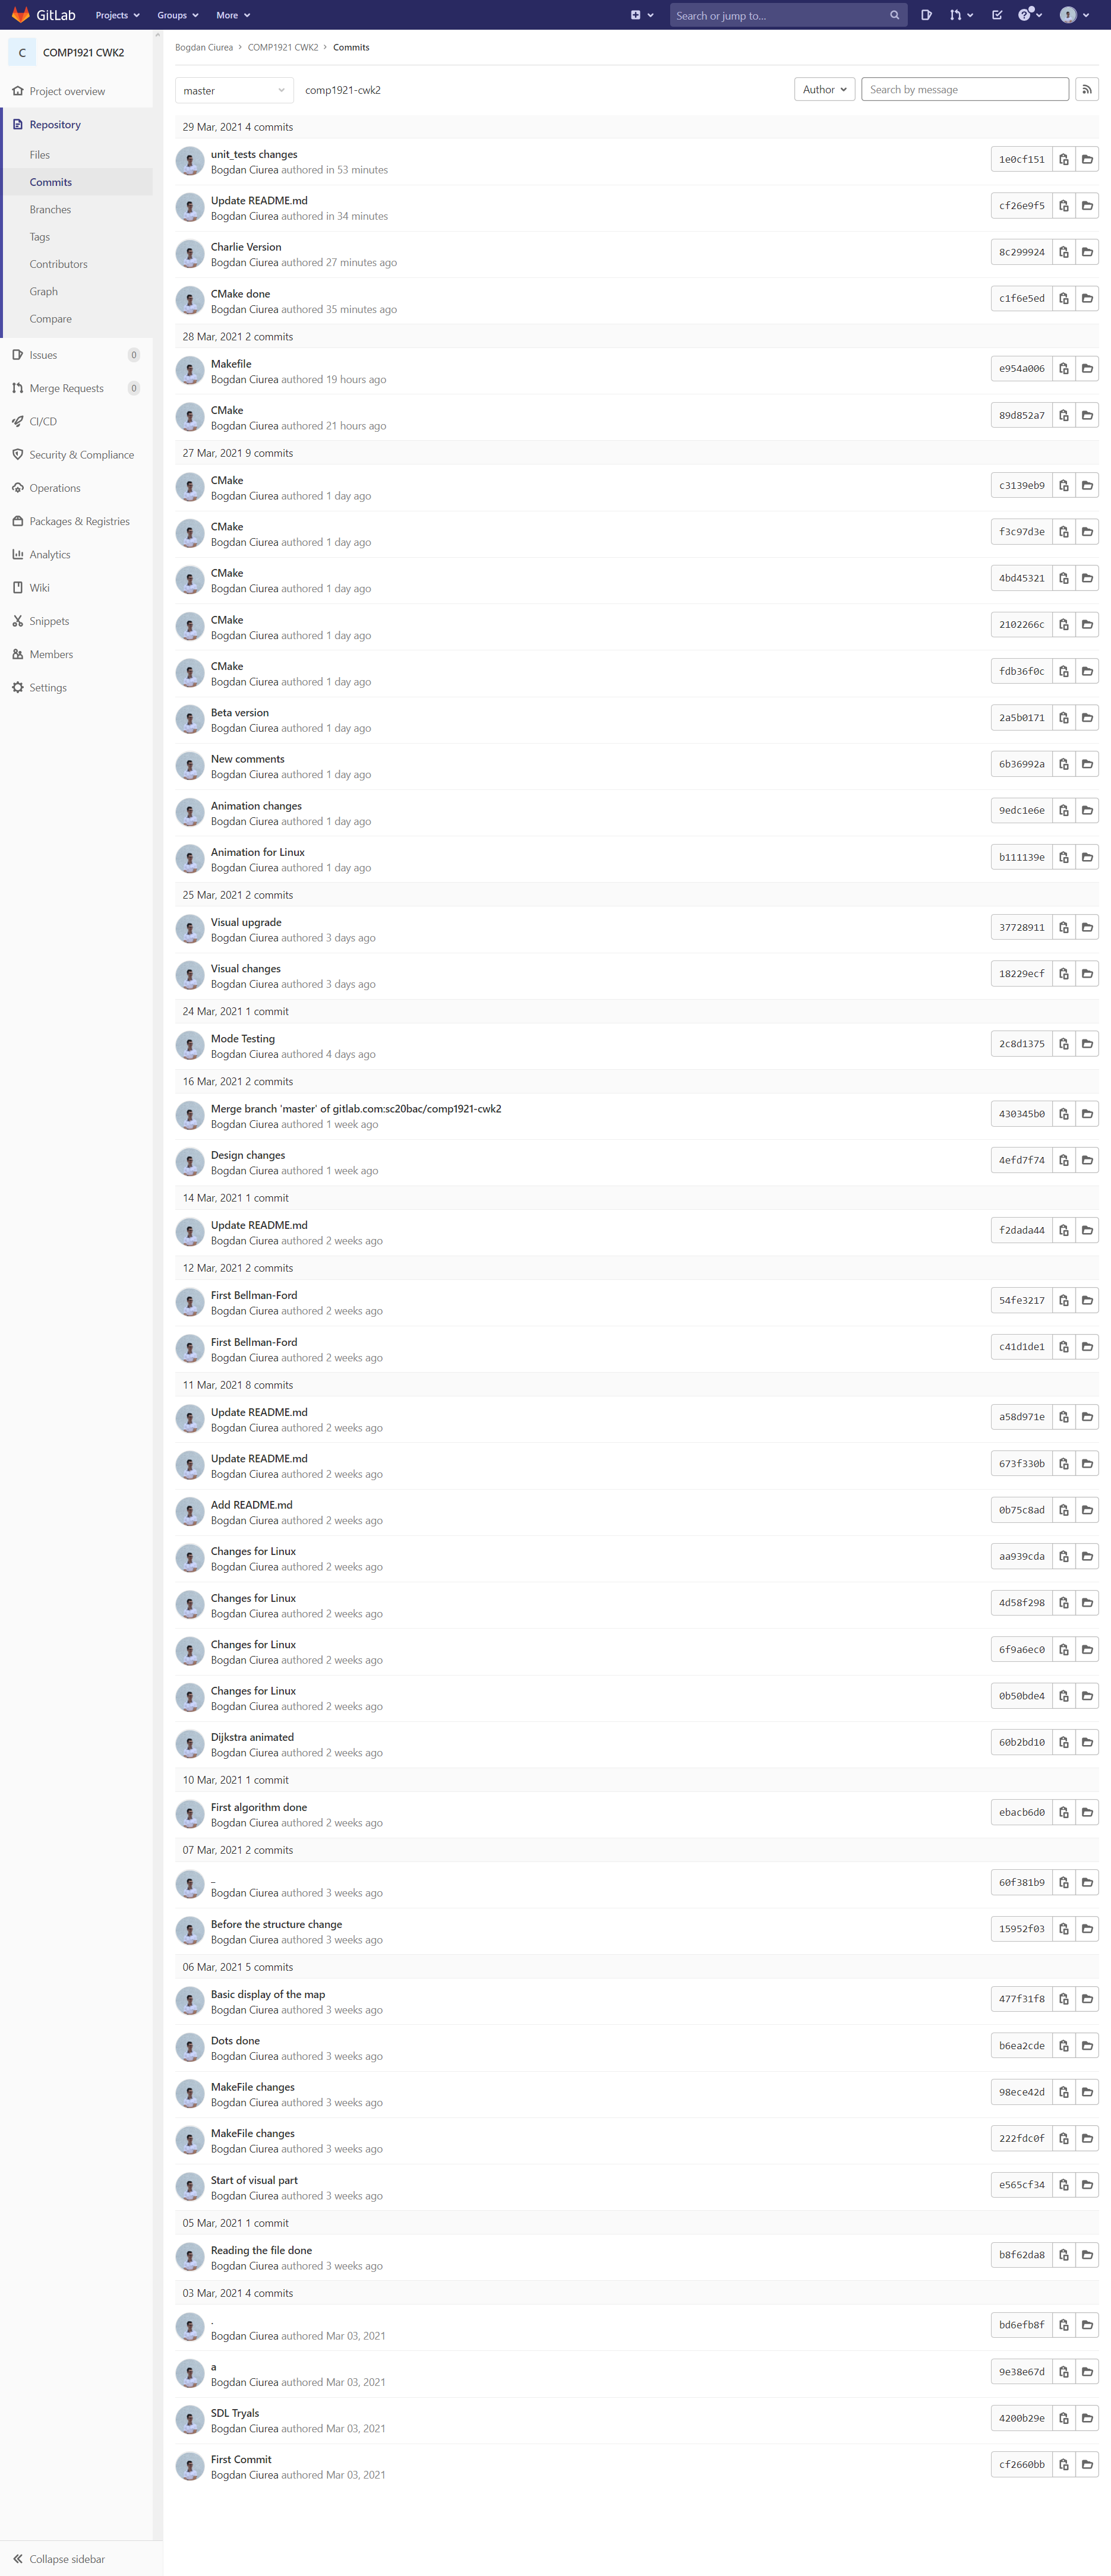 GitLab Projects Groups More Search or jump to...
C COMP1921 CWK2
Project overview
Repository
Files
Commits
Branches
Tags
Contributors
Graph
Compare
Issues 0
Merge Requests 0
CI/CD
Security & Compliance
Operations
Packages & Registries
Analytics
Wiki
Snippets
Members
Settings
Collapse sidebar
Bogdan Ciurea > COMP1921 CWK2 > Commits
master comp1921-cwk2 Author Search by message
29 Mar, 2021 4 commits
unit_tests changes
Bogdan Ciurea authored in 53 minutes 1e0cf151
Update README.md
Bogdan Ciurea authored in 34 minutes cf26e9f5
Charlie Version
Bogdan Ciurea authored 27 minutes ago 8c299924
CMake done
Bogdan Ciurea authored 35 minutes ago c1f6e5ed
28 Mar, 2021 2 commits
Makefile
Bogdan Ciurea authored 19 hours ago e954a006
CMake
Bogdan Ciurea authored 21 hours ago 89d852a7
27 Mar, 2021 9 commits
CMake
Bogdan Ciurea authored 1 day ago c3139eb9
CMake
Bogdan Ciurea authored 1 day ago f3c97d3e
CMake
Bogdan Ciurea authored 1 day ago 4bd45321
CMake
Bogdan Ciurea authored 1 day ago 2102266c
CMake
Bogdan Ciurea authored 1 day ago fdb36f0c
Beta version
Bogdan Ciurea authored 1 day ago 2a5b0171
New comments
Bogdan Ciurea authored 1 day ago 6b36992a
Animation changes
Bogdan Ciurea authored 1 day ago 9edc1e6e
Animation for Linux
Bogdan Ciurea authored 1 day ago b111139e
25 Mar, 2021 2 commits
Visual upgrade
Bogdan Ciurea authored 3 days ago 37728911
Visual changes
Bogdan Ciurea authored 3 days ago 18229ecf
24 Mar, 2021 1 commit
Mode Testing
Bogdan Ciurea authored 4 days ago 2c8d1375
16 Mar, 2021 2 commits
Merge branch 'master' of gitlab.com:sc20bac/comp1921-cwk2
Bogdan Ciurea authored 1 week ago 430345b0
Design changes
Bogdan Ciurea authored 1 week ago 4efd7f74
14 Mar, 2021 1 commit
Update README.md
Bogdan Ciurea authored 2 weeks ago f2dada44
12 Mar, 2021 2 commits
First Bellman-Ford
Bogdan Ciurea authored 2 weeks ago 54fe3217
First Bellman-Ford
Bogdan Ciurea authored 2 weeks ago c41d1de1
11 Mar, 2021 8 commits
Update README.md
Bogdan Ciurea authored 2 weeks ago a58d971e
Update README.md
Bogdan Ciurea authored 2 weeks ago 673f330b
Add README.md
Bogdan Ciurea authored 2 weeks ago 0b75c8ad
Changes for Linux
Bogdan Ciurea authored 2 weeks ago aa939cda
Changes for Linux
Bogdan Ciurea authored 2 weeks ago 4d58f298
Changes for Linux
Bogdan Ciurea authored 2 weeks ago 6f9a6ec0
Changes for Linux
Bogdan Ciurea authored 2 weeks ago 0b50bde4
Dijkstra animated
Bogdan Ciurea authored 2 weeks ago 60b2bd10
10 Mar, 2021 1 commit
First algorithm done
Bogdan Ciurea authored 2 weeks ago ebacb6d0
07 Mar, 2021 2 commits
_
Bogdan Ciurea authored 3 weeks ago 60f381b9
Before the structure change
Bogdan Ciurea authored 3 weeks ago 15952f03
06 Mar, 2021 5 commits
Basic display of the map
Bogdan Ciurea authored 3 weeks ago 477f31f8
Dots done
Bogdan Ciurea authored 3 weeks ago b6ea2cde
MakeFile changes
Bogdan Ciurea authored 3 weeks ago 98ece42d
MakeFile changes
Bogdan Ciurea authored 3 weeks ago 222fdc0f
Start of visual part
Bogdan Ciurea authored 3 weeks ago e565cf34
05 Mar, 2021 1 commit
Reading the file done
Bogdan Ciurea authored 3 weeks ago b8f62da8
03 Mar, 2021 4 commits
.
Bogdan Ciurea authored Mar 03, 2021 bd6efb8f
a
Bogdan Ciurea authored Mar 03, 2021 9e38e67d
SDL Tryals
Bogdan Ciurea authored Mar 03, 2021 4200b29e
First Commit
Bogdan Ciurea authored Mar 03, 2021 cf2660bb